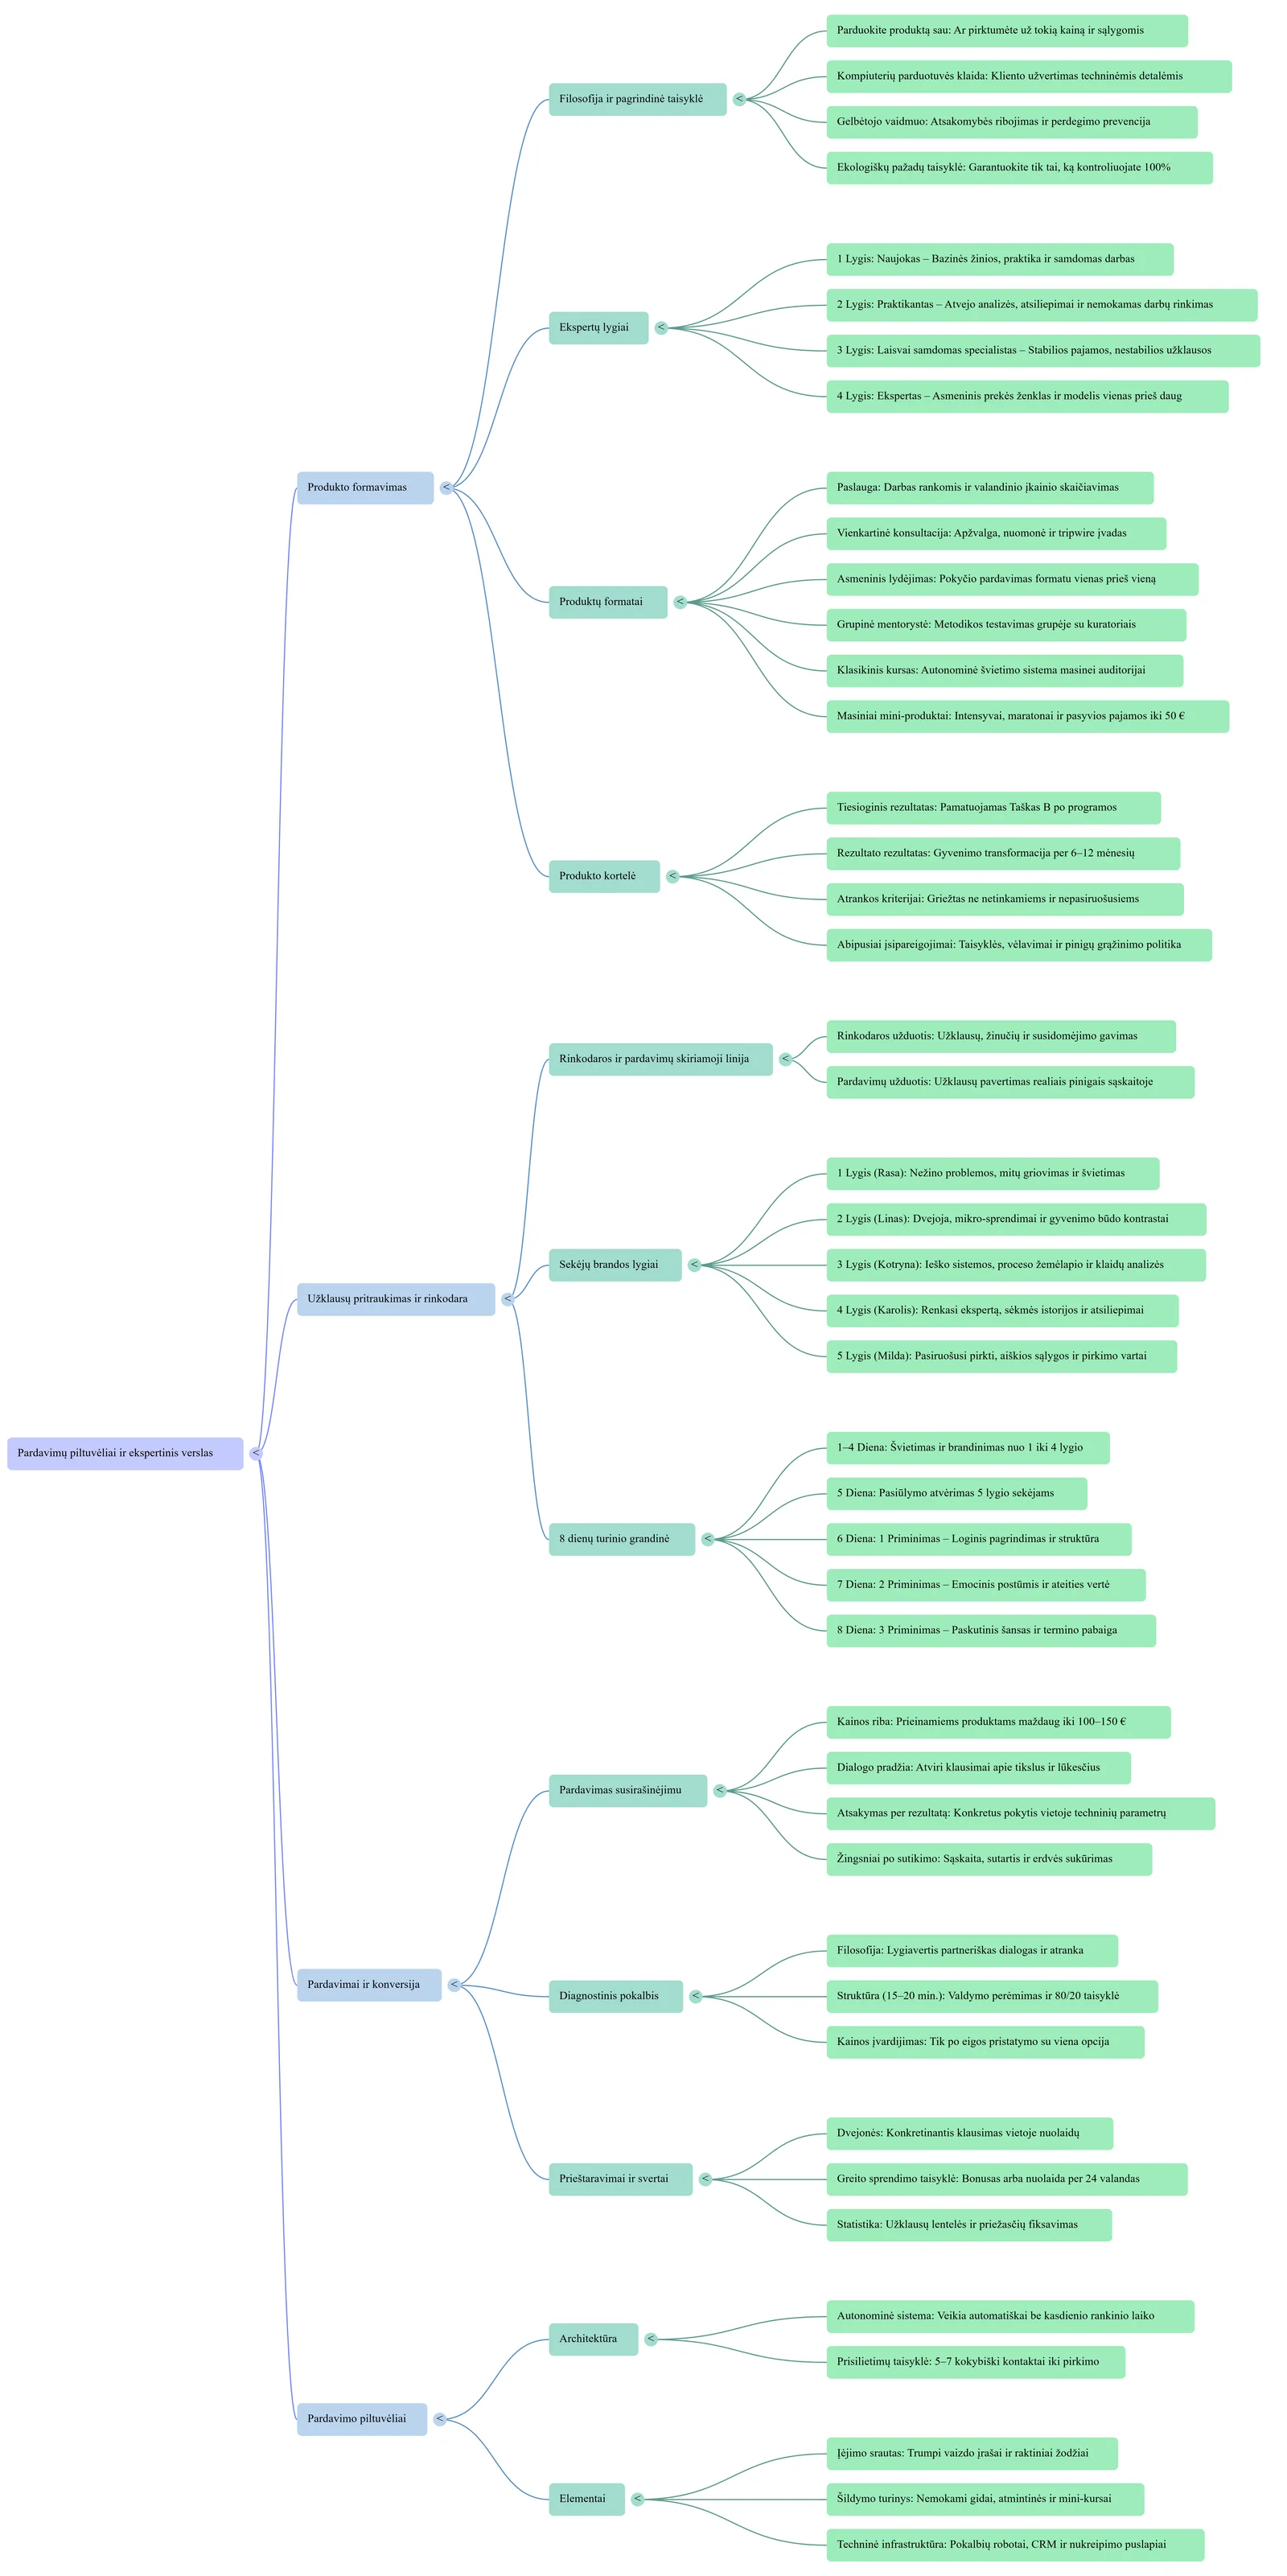 Pardavimų piltuvėliai ir ekspertinis verslas
<
Produkto formavimas
<
Filosofija ir pagrindinė taisyklė
<
Parduokite produktą sau: Ar pirktumėte už tokią kainą ir sąlygomis
Kompiuterių parduotuvės klaida: Kliento užvertimas techninėmis detalėmis
Gelbėtojo vaidmuo: Atsakomybės ribojimas ir perdegimo prevencija
Ekologiškų pažadų taisyklė: Garantuokite tik tai, ką kontroliuojate 100%
Ekspertų lygiai
<
1 Lygis: Naujokas – Bazinės žinios, praktika ir samdomas darbas
2 Lygis: Praktikantas – Atvejo analizės, atsiliepimai ir nemokamas darbų rinkimas
3 Lygis: Laisvai samdomas specialistas – Stabilios pajamos, nestabilios užklausos
4 Lygis: Ekspertas – Asmeninis prekės ženklas ir modelis vienas prieš daug
Produktų formatai
<
Paslauga: Darbas rankomis ir valandinio įkainio skaičiavimas
Vienkartinė konsultacija: Apžvalga, nuomonė ir tripwire įvadas
Asmeninis lydėjimas: Pokyčio pardavimas formatu vienas prieš vieną
Grupinė mentorystė: Metodikos testavimas grupėje su kuratoriais
Klasikinis kursas: Autonominė švietimo sistema masinei auditorijai
Masiniai mini-produktai: Intensyvai, maratonai ir pasyvios pajamos iki 50 €
Produkto kortelė
<
Tiesioginis rezultatas: Pamatuojamas Taškas B po programos
Rezultato rezultatas: Gyvenimo transformacija per 6–12 mėnesių
Atrankos kriterijai: Griežtas ne netinkamiems ir nepasiruošusiems
Abipusiai įsipareigojimai: Taisyklės, vėlavimai ir pinigų grąžinimo politika
Užklausų pritraukimas ir rinkodara
<
Rinkodaros ir pardavimų skiriamoji linija
<
Rinkodaros užduotis: Užklausų, žinučių ir susidomėjimo gavimas
Pardavimų užduotis: Užklausų pavertimas realiais pinigais sąskaitoje
Sekėjų brandos lygiai
<
1 Lygis (Rasa): Nežino problemos, mitų griovimas ir švietimas
2 Lygis (Linas): Dvejoja, mikro-sprendimai ir gyvenimo būdo kontrastai
3 Lygis (Kotryna): Ieško sistemos, proceso žemėlapio ir klaidų analizės
4 Lygis (Karolis): Renkasi ekspertą, sėkmės istorijos ir atsiliepimai
5 Lygis (Milda): Pasiruošusi pirkti, aiškios sąlygos ir pirkimo vartai
8 dienų turinio grandinė
<
1–4 Diena: Švietimas ir brandinimas nuo 1 iki 4 lygio
5 Diena: Pasiūlymo atvėrimas 5 lygio sekėjams
6 Diena: 1 Priminimas – Loginis pagrindimas ir struktūra
7 Diena: 2 Priminimas – Emocinis postūmis ir ateities vertė
8 Diena: 3 Priminimas – Paskutinis šansas ir termino pabaiga
Pardavimai ir konversija
<
Pardavimas susirašinėjimu
<
Kainos riba: Prieinamiems produktams maždaug iki 100–150 €
Dialogo pradžia: Atviri klausimai apie tikslus ir lūkesčius
Atsakymas per rezultatą: Konkretus pokytis vietoje techninių parametrų
Žingsniai po sutikimo: Sąskaita, sutartis ir erdvės sukūrimas
Diagnostinis pokalbis
<
Filosofija: Lygiavertis partneriškas dialogas ir atranka
Struktūra (15–20 min.): Valdymo perėmimas ir 80/20 taisyklė
Kainos įvardijimas: Tik po eigos pristatymo su viena opcija
Prieštaravimai ir svertai
<
Dvejonės: Konkretinantis klausimas vietoje nuolaidų
Greito sprendimo taisyklė: Bonusas arba nuolaida per 24 valandas
Statistika: Užklausų lentelės ir priežasčių fiksavimas
Pardavimo piltuvėliai
<
Architektūra
<
Autonominė sistema: Veikia automatiškai be kasdienio rankinio laiko
Prisilietimų taisyklė: 5–7 kokybiški kontaktai iki pirkimo
Elementai
<
Įėjimo srautas: Trumpi vaizdo įrašai ir raktiniai žodžiai
Šildymo turinys: Nemokami gidai, atmintinės ir mini-kursai
Techninė infrastruktūra: Pokalbių robotai, CRM ir nukreipimo puslapiai